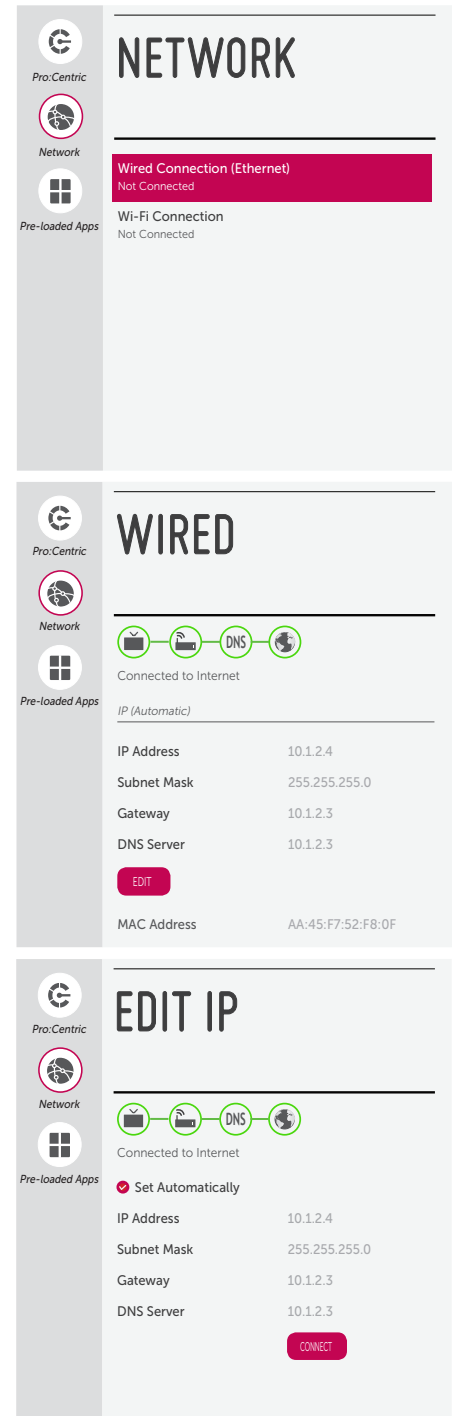 Pro:Centric
NETWORK
Network
Wired Connection (Ethernet)
Not Connected
Pre-loaded Apps
Wi-Fi Connection
Not Connected
Pro:Centric
WIRED
Network
DNS
Connected to Internet
Pre-loaded Apps
IP (Automatic)
IP Address 10.1.2.4
Subnet Mask 255.255.255.0
Gateway 10.1.2.3
DNS Server 10.1.2.3
EDIT
MAC Address AA:45:F7:52:F8:0F
Pro:Centric
EDIT IP
Network
DNS
Connected to Internet
Pre-loaded Apps
Set Automatically
IP Address 10.1.2.4
Subnet Mask 255.255.255.0
Gateway 10.1.2.3
DNS Server 10.1.2.3
CONNECT